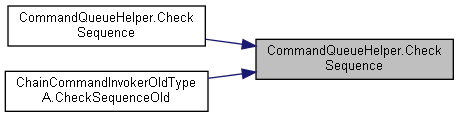 CommandQueueHelper.Check
Sequence
CommandQueueHelper.Check
Sequence
ChainCommandInvokerOldType
A.CheckSequenceOld